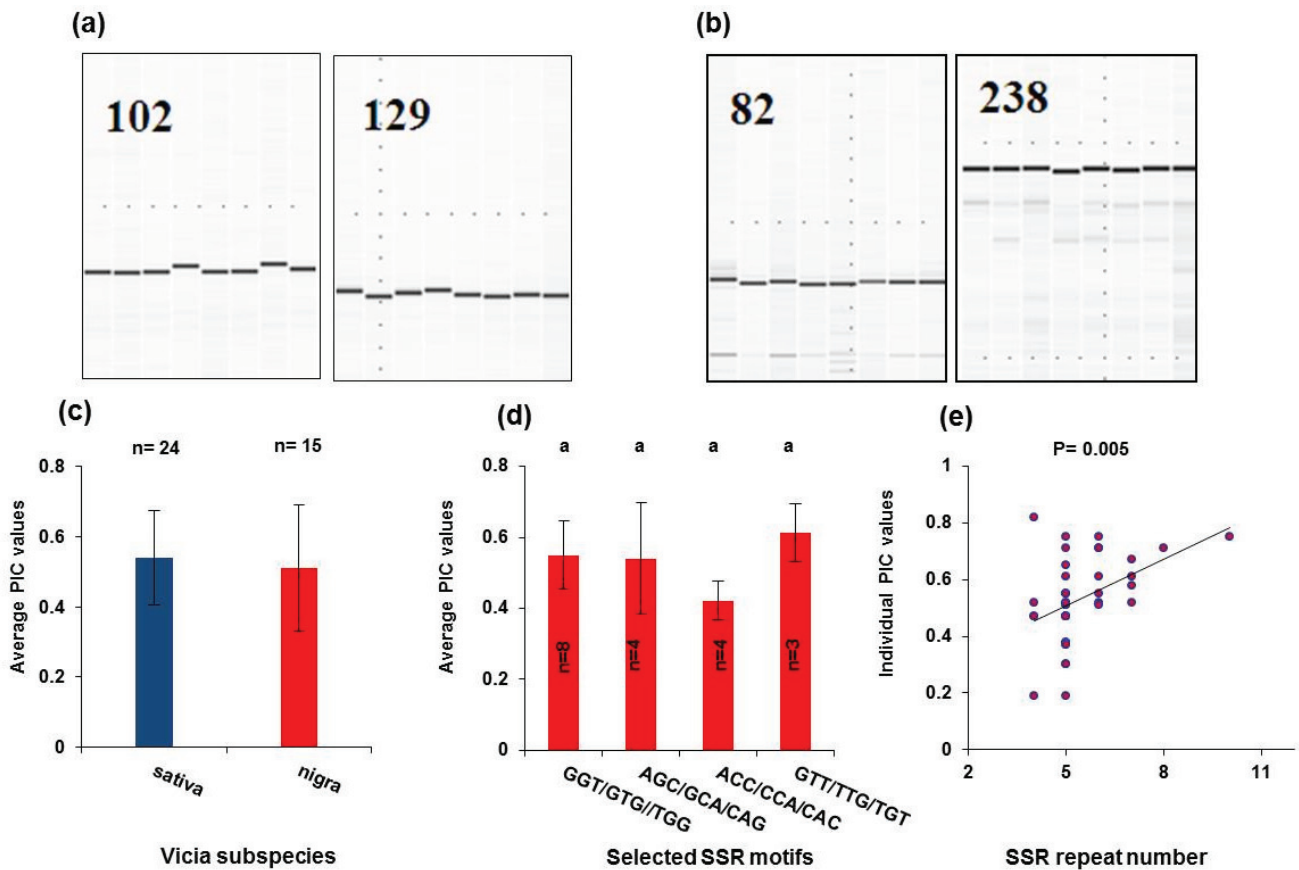 (a)
(b)
102
129
82
238
(c)
n= 24
n= 15
0.8
0.6
0.4
0.2
0
Average PIC values
sativa
nigra
Vicia subspecies
(d)
a a a a
0.8
0.6
0.4
0.2
0
Average PIC values
n=8
n=4
n=4
n=3
GGT/GTG//TGG
AGC/GCA/CAG
ACC/CCA/CAC
GTT/TTG/TGT
Selected SSR motifs
(e)
P= 0.005
1
0.8
0.6
0.4
0.2
0
Individual PIC values
2 5 8 11
SSR repeat number